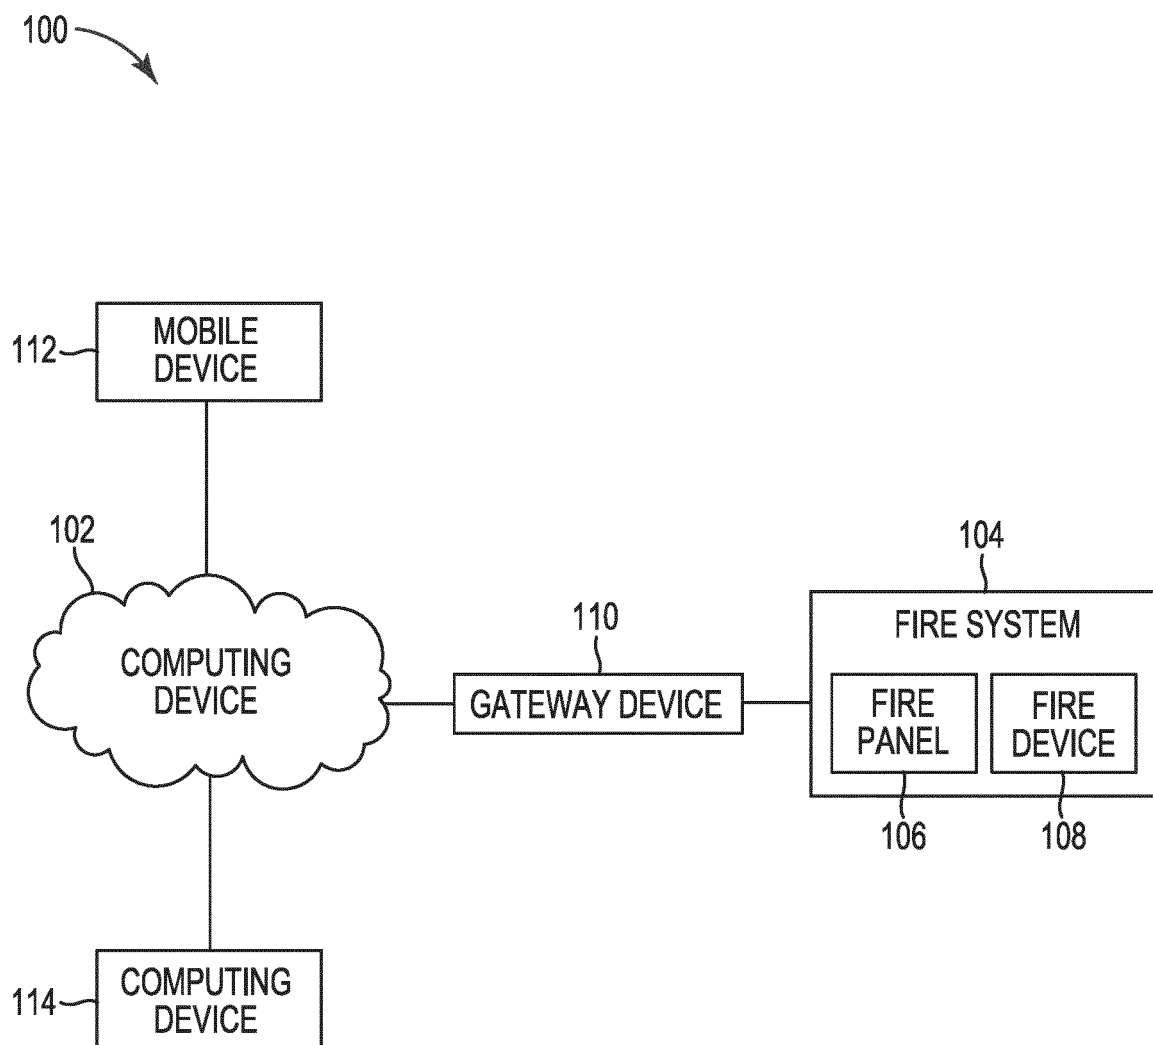 100
MOBILE
DEVICE
112
102
COMPUTING
DEVICE
110
GATEWAY DEVICE
104
FIRE SYSTEM
FIRE
PANEL
FIRE
DEVICE
106
108
COMPUTING
DEVICE
114